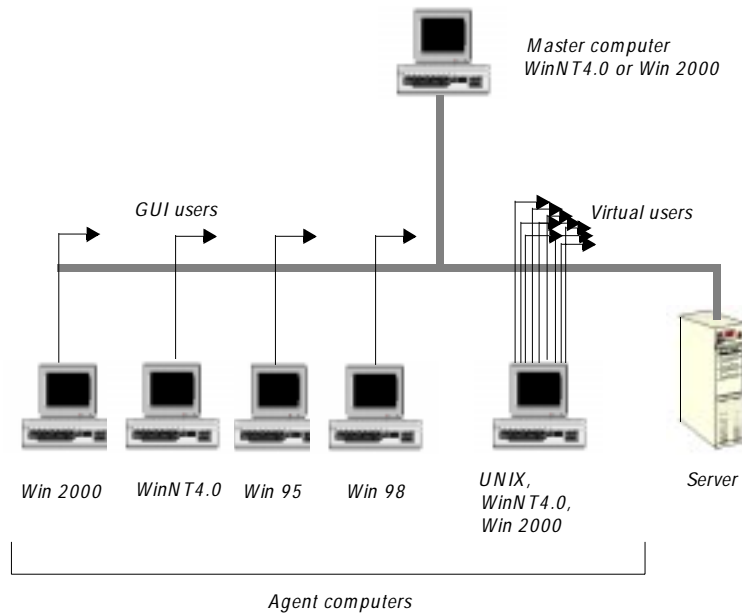 Master computer
WinNT4.0 or Win 2000
GUI users
Virtual users
Win 2000
WinNT4.0
Win 95
Win 98
UNIX,
WinNT4.0,
Win 2000
Server
Agent computers